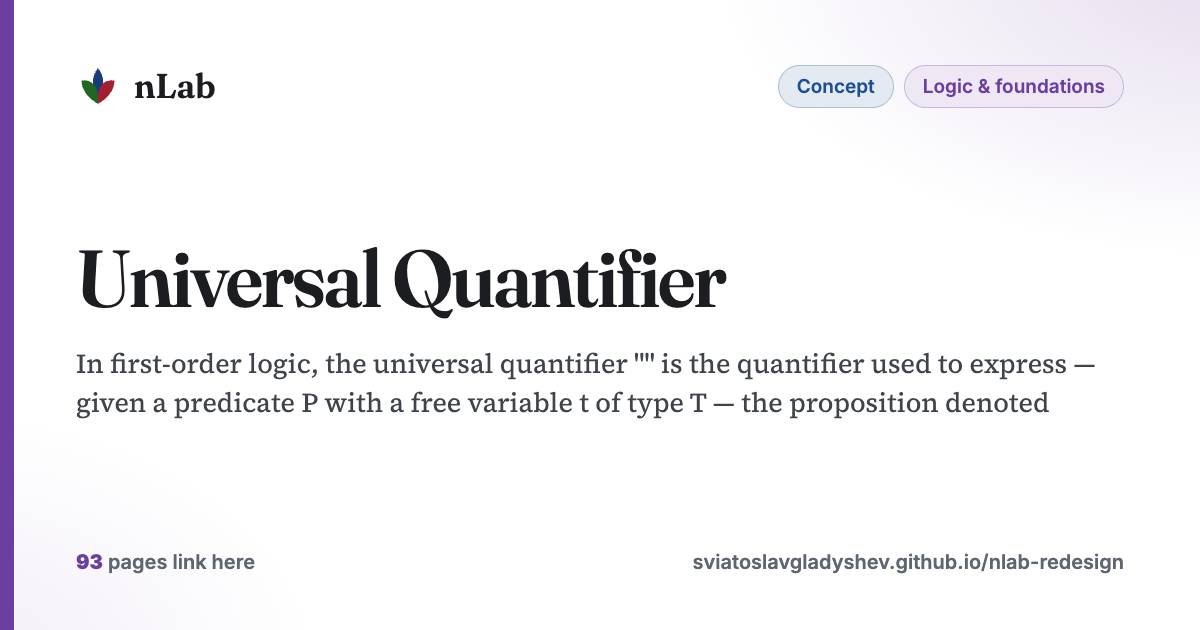 nLab
Concept
Logic & foundations
Universal Quantifier
In first-order logic, the universal quantifier "" is the quantifier used to express —
given a predicate P with a free variable t of type T — the proposition denoted
93 pages link here
sviatoslavgladyshev.github.io/nlab-redesign